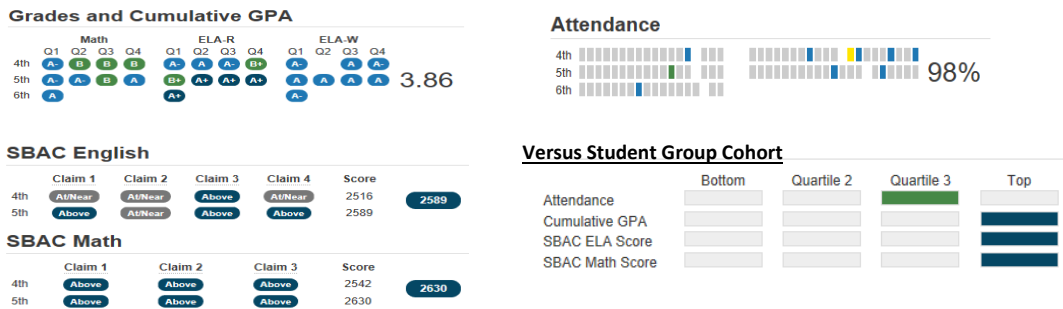 Grades and Cumulative GPA
Math ELA-R ELA-W
Q1 Q2 Q3 Q4 Q1 Q2 Q3 Q4 Q1 Q2 Q3 Q4
4th A- B B B A- A A- B+ A- A A-
5th A- A- B A B+ A+ A+ A+ A A A A
6th A A+ A-
3.86
Attendance
4th
5th
6th
98%
SBAC English
Claim 1 Claim 2 Claim 3 Claim 4 Score
4th At/Near At/Near Above At/Near 2516
5th Above At/Near Above Above 2589
2589
SBAC Math
Claim 1 Claim 2 Claim 3 Score
4th Above Above Above 2542
5th Above Above Above 2630
2630
Versus Student Group Cohort
Bottom Quartile 2 Quartile 3 Top
Attendance
Cumulative GPA
SBAC ELA Score
SBAC Math Score